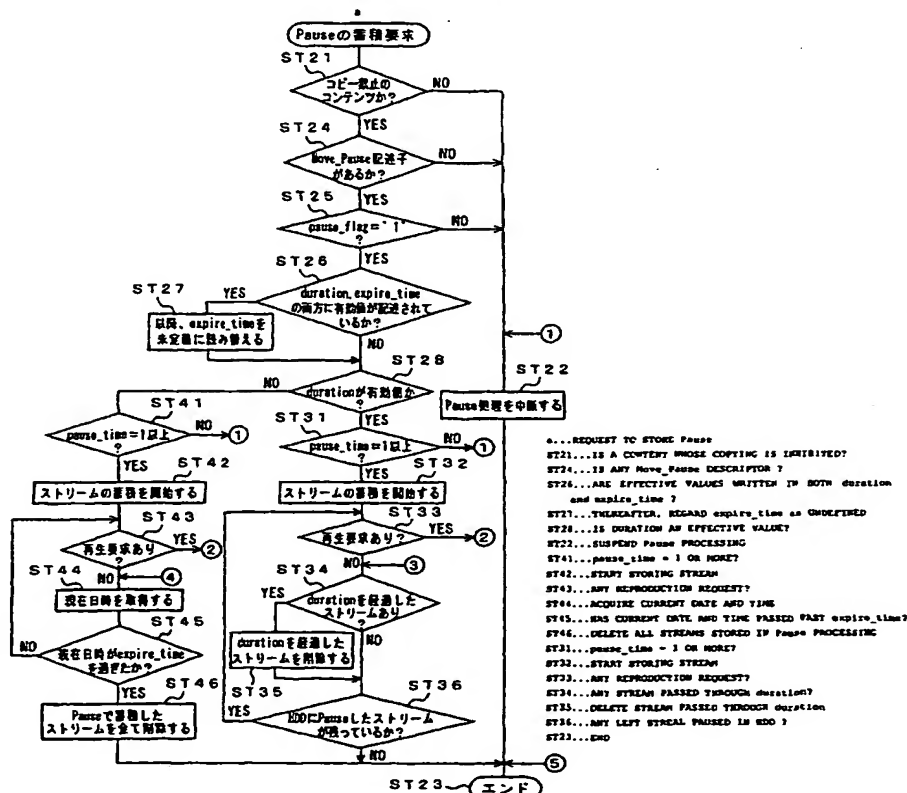 a
Pauseの蓄積要求
ST21
コピー禁止の
コンテンツか?
NO
YES
ST24
Move_Pause記述子
があるか?
NO
YES
ST25
pause_flag="1"
?
NO
YES
ST26
duration,expire_time
の両方に有効値が記述されて
いるか?
YES
NO
ST27
以降、expire_timeを
未定義に読み替える
ST28
durationが有効値か
?
NO
YES
①
ST22
Pause処理を中断する
ST41
pause_time=1以上
?
NO
①
YES
ST31
pause_time=1以上
?
NO
①
YES
ST42
ストリームの蓄積を開始する
ST32
ストリームの蓄積を開始する
ST43
再生要求あり
?
YES
②
NO
④
ST33
再生要求あり?
YES
②
NO
③
ST44
現在日時を取得する
ST34
durationを経過した
ストリームあり
?
YES
NO
ST45
現在日時がexpire_time
を過ぎたか?
NO
YES
durationを経過した
ストリームを削除する
ST35
ST46
Pauseで蓄積した
ストリームを全て削除する
ST36
HDDにPauseしたストリーム
が残っているか?
YES
NO
⑤
ST23
エンド
a...REQUEST TO STORE Pause
ST21...IS A CONTENT WHOSE COPYING IS INHIBITED?
ST24...IS ANY Move_Pause DESCRIPTOR ?
ST26...ARE EFFECTIVE VALUES WRITTEN IN BOTH duration
and expire_time ?
ST27...THEREAFTER, REGARD expire_time as UNDEFINED
ST28...IS DURATION AN EFFECTIVE VALUE?
ST22...SUSPEND Pause PROCESSING
ST41...pause_time = 1 OR MORE?
ST42...START STORING STREAM
ST43...ANY REPRODUCTION REQUEST?
ST44...ACQUIRE CURRENT DATE AND TIME
ST45...HAS CURRENT DATE AND TIME PASSED PAST expire_time?
ST46...DELETE ALL STREAMS STORED IN Pause PROCESSING
ST31...pause_time = 1 OR MORE?
ST32...START STORING STREAM
ST33...ANY REPRODUCTION REQUEST?
ST34...ANY STREAM PASSED THROUGH duration?
ST35...DELETE STREAM PASSED THROUGH duration
ST36...ANY LEFT STREAL PAUSED IN HDD ?
ST23...END